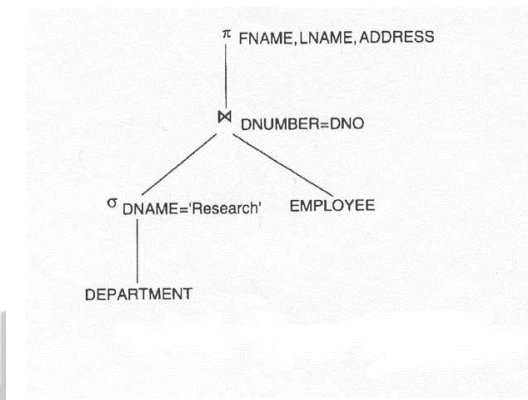 π FNAME,LNAME,ADDRESS
⋈ DNUMBER=DNO
σ DNAME='Research' EMPLOYEE
DEPARTMENT